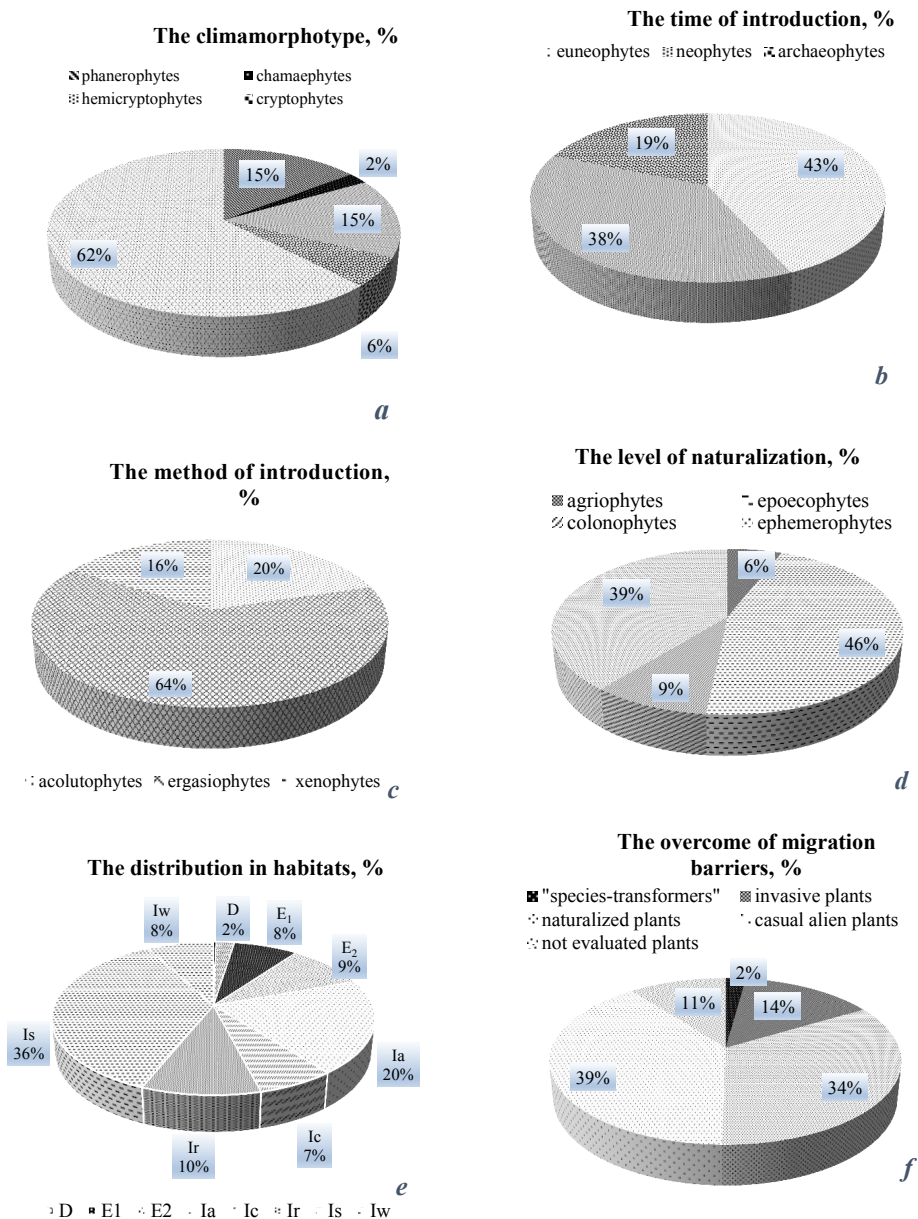 The climamorphotype, %
phanerophytes chamaephytes
hemicryptophytes cryptophytes
15%
2%
15%
62%
6%
a
The time of introduction, %
euneophytes neophytes archaeophytes
19%
43%
38%
b
The method of introduction,
%
16%
20%
64%
acolutophytes ergasiophytes xenophytes
c
The level of naturalization, %
agriophytes epoecophytes
colonophytes ephemerophytes
6%
39%
46%
9%
d
The distribution in habitats, %
Iw
8%
D
2%
E1
8%
E2
9%
Is
36%
Ia
20%
Ir
10%
Ic
7%
e
D E1 E2 Ia Ic Ir Is Iw
The overcome of migration
barriers, %
"species-transformers" invasive plants
naturalized plants casual alien plants
not evaluated plants
2%
11%
14%
39%
34%
f